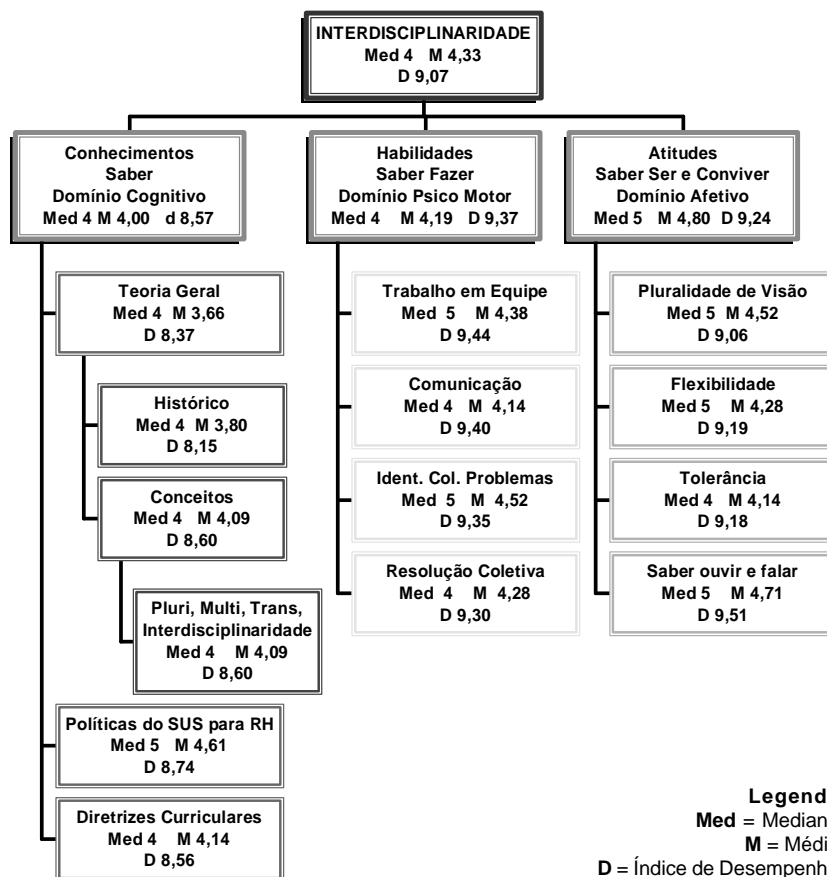 INTERDISCIPLINARIDADE
Med 4 M 4,33
D 9,07
Conhecimentos
Saber
Domínio Cognitivo
Med 4 M 4,00 d 8,57
Teoria Geral
Med 4 M 3,66
D 8,37
Histórico
Med 4 M 3,80
D 8,15
Conceitos
Med 4 M 4,09
D 8,60
Pluri, Multi, Trans,
Interdisciplinaridade
Med 4 M 4,09
D 8,60
Políticas do SUS para RH
Med 5 M 4,61
D 8,74
Diretrizes Curriculares
Med 4 M 4,14
D 8,56
Habilidades
Saber Fazer
Domínio Psico Motor
Med 4 M 4,19 D 9,37
Trabalho em Equipe
Med 5 M 4,38
D 9,44
Comunicação
Med 4 M 4,14
D 9,40
Ident. Col. Problemas
Med 5 M 4,52
D 9,35
Resolução Coletiva
Med 4 M 4,28
D 9,30
Atitudes
Saber Ser e Conviver
Domínio Afetivo
Med 5 M 4,80 D 9,24
Pluralidade de Visão
Med 5 M 4,52
D 9,06
Flexibilidade
Med 5 M 4,28
D 9,19
Tolerância
Med 4 M 4,14
D 9,18
Saber ouvir e falar
Med 5 M 4,71
D 9,51
Legend
Med = Median
M = Médi
D = Índice de Desempenh